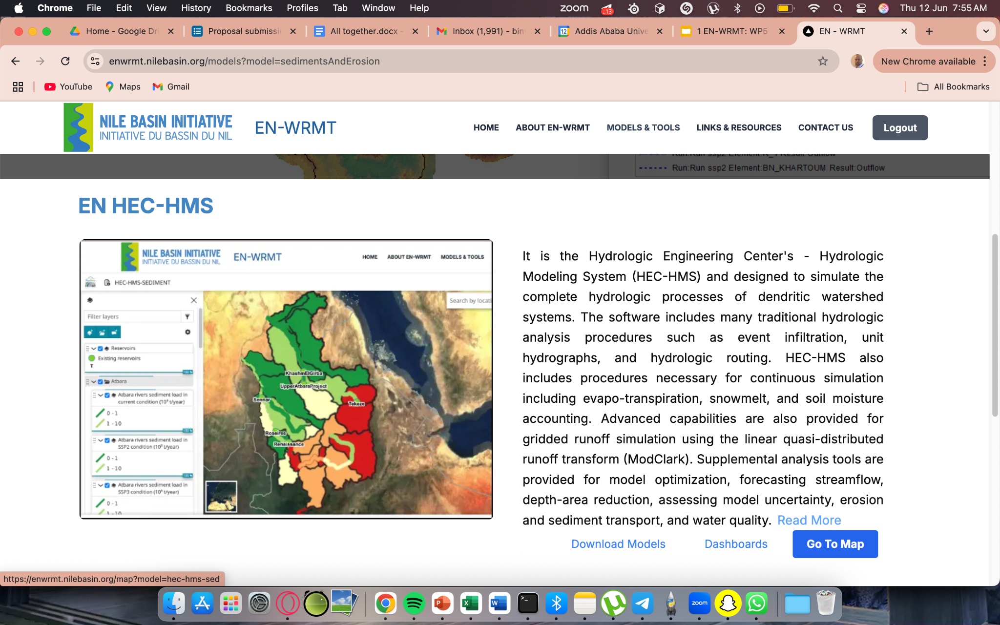 Chrome File Edit View History Bookmarks Profiles Tab Window Help zoom ..13 Thu 12 Jun 7:55 AM
Home - Google Dri Proposal submissi All together.docx - Inbox (1,991) - bin 12 Addis Ababa Unive 1 EN-WRMT: WP5 EN - WRMT
enwrmt.nilebasin.org/models?model=sedimentsAndErosion New Chrome available
YouTube Maps Gmail All Bookmarks
NILE BASIN INITIATIVE
INITIATIVE DU BASSIN DU NIL
EN-WRMT
HOME ABOUT EN-WRMT MODELS & TOOLS LINKS & RESOURCES CONTACT US Logout
Run:Run ssp2 Element:BN_KHARTOUM Result:Outflow
EN HEC-HMS
NILE BASIN INITIATIVE
INITIATIVE DU BASSIN DU NIL
EN-WRMT
HOME ABOUT EN-WRMT MODELS & TOOLS
HEC-HMS-SEDIMENT
Search by locati
Filter layers
Reservoirs
Existing reservoirs
T
100 %
Atbara
Atbara rivers sediment load in
current condition (10³ t/year)
0 - 1
1 - 10
100 %
Atbara rivers sediment load in
SSP2 condition (10³ t/year)
0 - 1
1 - 10
100 %
Atbara rivers sediment load in
SSP3 condition (10³ t/year)
0 - 1
1 - 10
KhashmElGirba
UpperAtbaraProject
Sennar
Tekeze
Roseires
Renaissance
It is the Hydrologic Engineering Center's - Hydrologic
Modeling System (HEC-HMS) and designed to simulate the
complete hydrologic processes of dendritic watershed
systems. The software includes many traditional hydrologic
analysis procedures such as event infiltration, unit
hydrographs, and hydrologic routing. HEC-HMS also
includes procedures necessary for continuous simulation
including evapo-transpiration, snowmelt, and soil moisture
accounting. Advanced capabilities are also provided for
gridded runoff simulation using the linear quasi-distributed
runoff transform (ModClark). Supplemental analysis tools are
provided for model optimization, forecasting streamflow,
depth-area reduction, assessing model uncertainty, erosion
and sediment transport, and water quality. Read More
Download Models Dashboards Go To Map
https://enwrmt.nilebasin.org/map?model=hec-hms-sed
zoom